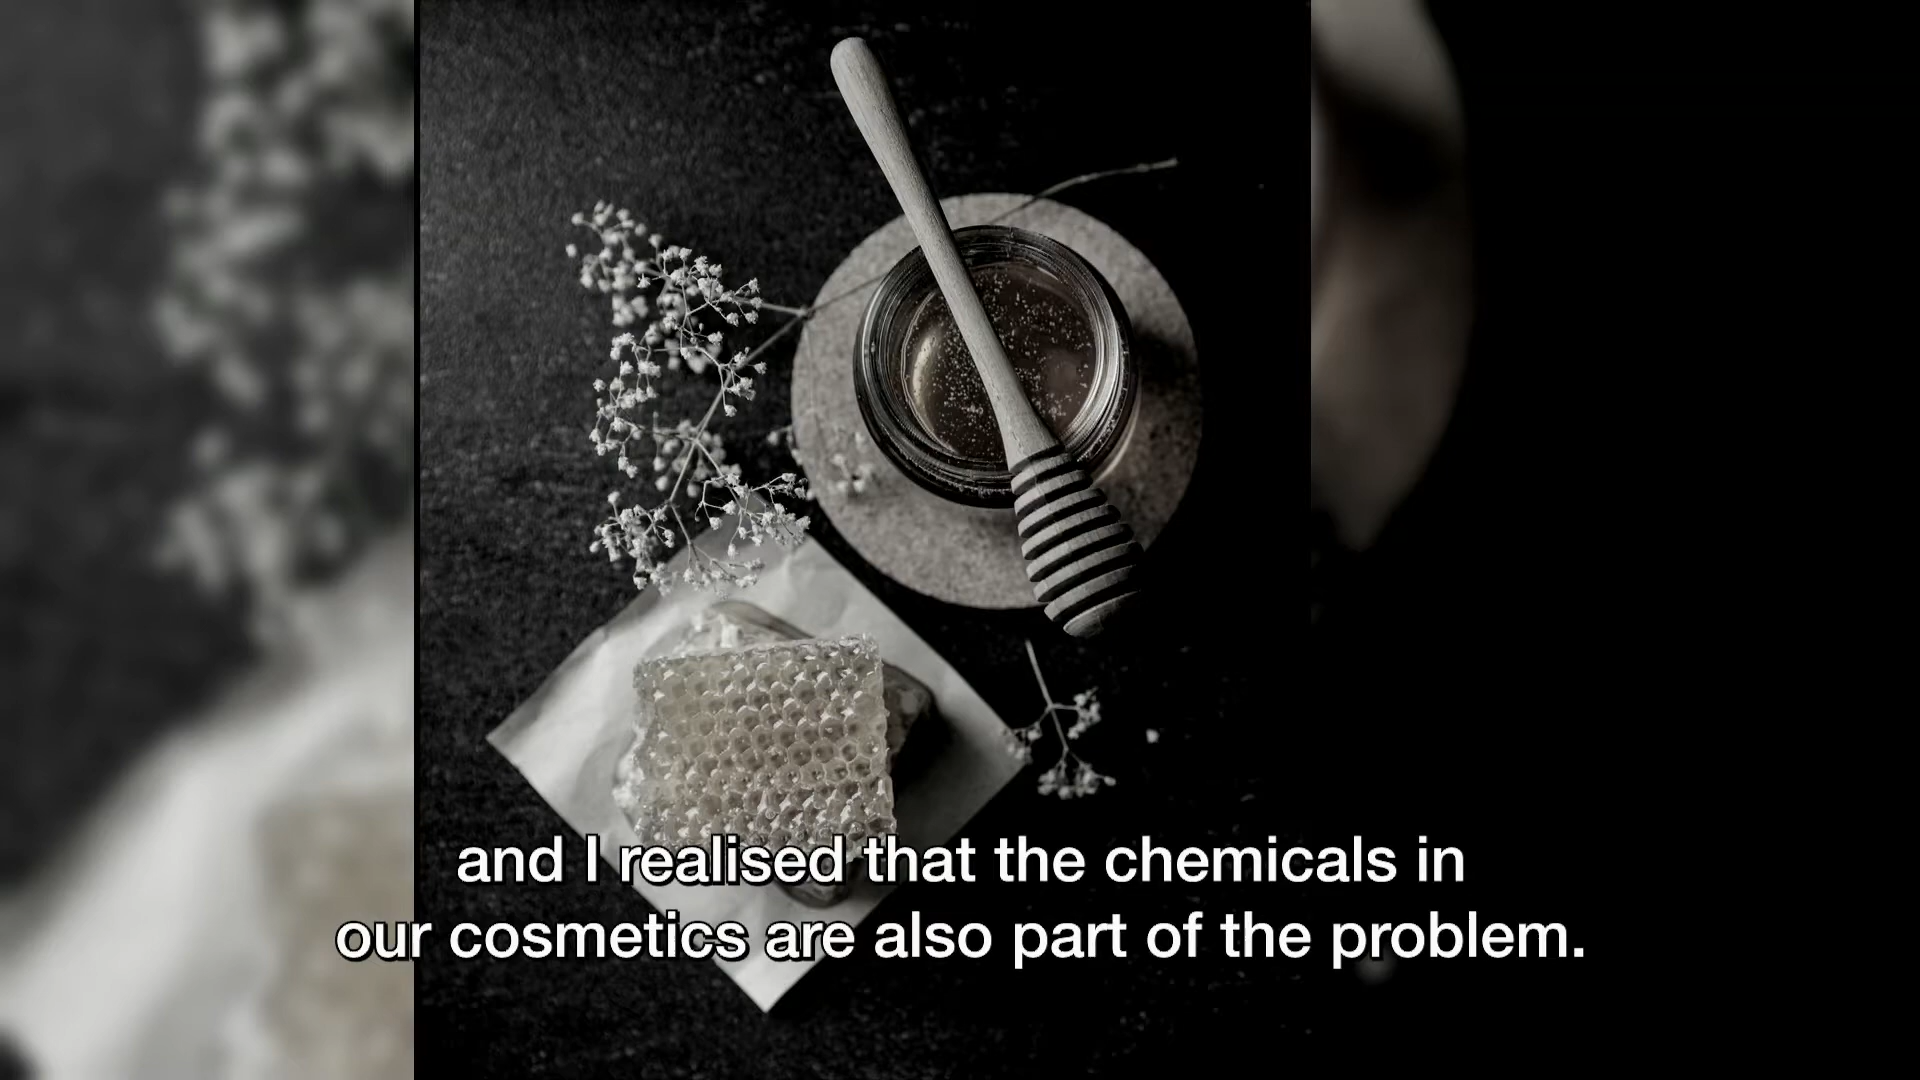 and I realised that the chemicals in
our cosmetics are also part of the problem.